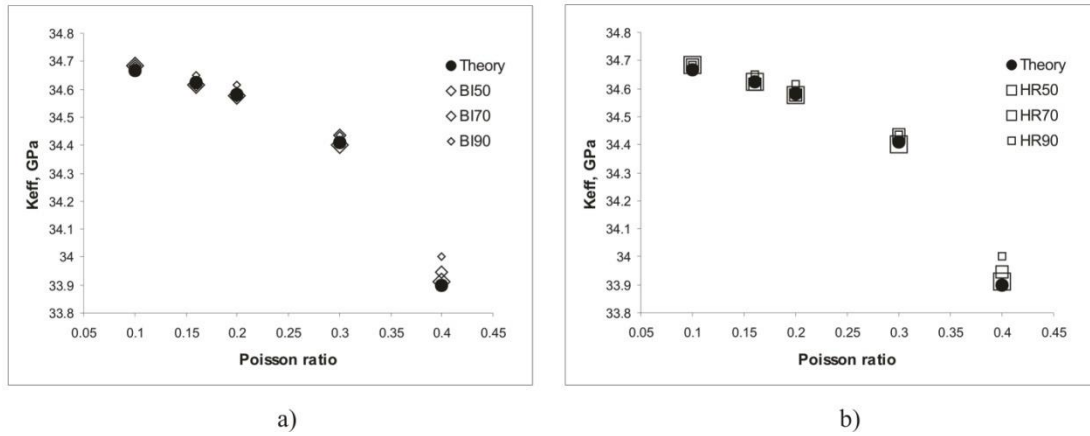 34.8
34.7
34.6
34.5
34.4
34.3
34.2
34.1
34
33.9
33.8
Keff, GPa
0.05 0.1 0.15 0.2 0.25 0.3 0.35 0.4 0.45
Poisson ratio
Theory
BI50
BI70
BI90
a)
34.8
34.7
34.6
34.5
34.4
34.3
34.2
34.1
34
33.9
33.8
Keff, GPa
0.05 0.1 0.15 0.2 0.25 0.3 0.35 0.4 0.45
Poisson ratio
Theory
HR50
HR70
HR90
b)